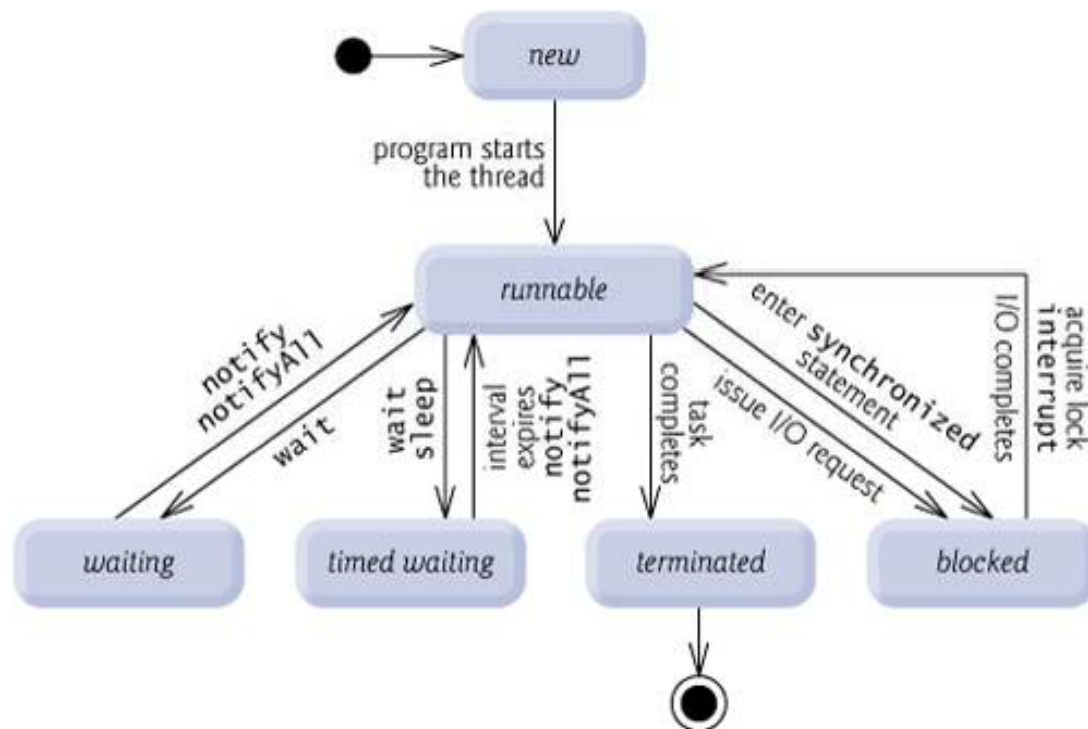 new
program starts
the thread
runnable
notify
notifyAll
wait
wait
sleep
interval
expires
notify
notifyAll
task
completes
issue I/O request
enter synchronized
statement
I/O completes
interrupt
acquire lock
waiting
timed waiting
terminated
blocked